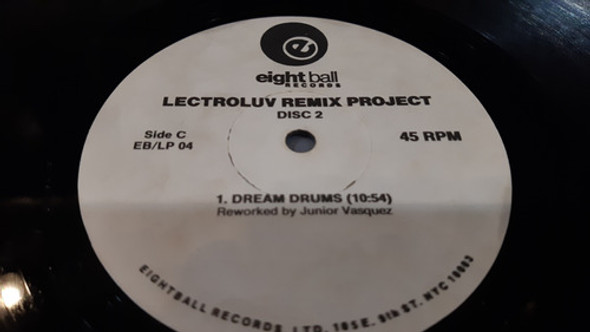 e
eight ball
RECORDS
LECTROLUV REMIX PROJECT
DISC 2
Side C
EB/LP 04
45 RPM
1. DREAM DRUMS (10:54)
Reworked by Junior Vasquez
EIGHTBALL RECORDS LTD. 105 E. 9th ST. NYC 10003